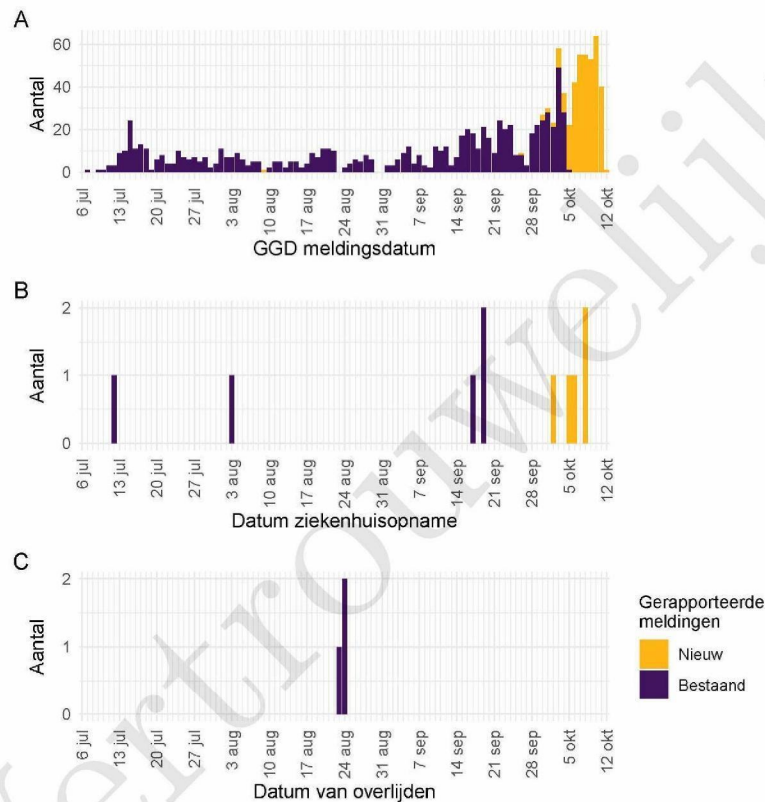 A
60
40
20
0
Aantal
6 jul
13 jul
20 jul
27 jul
3 aug
10 aug
17 aug
24 aug
31 aug
7 sep
14 sep
21 sep
28 sep
5 okt
12 okt
GGD meldingsdatum
B
2
1
0
Aantal
6 jul
13 jul
20 jul
27 jul
3 aug
10 aug
17 aug
24 aug
31 aug
7 sep
14 sep
21 sep
28 sep
5 okt
12 okt
Datum ziekenhuisopname
C
2
1
0
Aantal
6 jul
13 jul
20 jul
27 jul
3 aug
10 aug
17 aug
24 aug
31 aug
7 sep
14 sep
21 sep
28 sep
5 okt
12 okt
Datum van overlijden
Gerapporteerde
meldingen
Nieuw
Bestaand